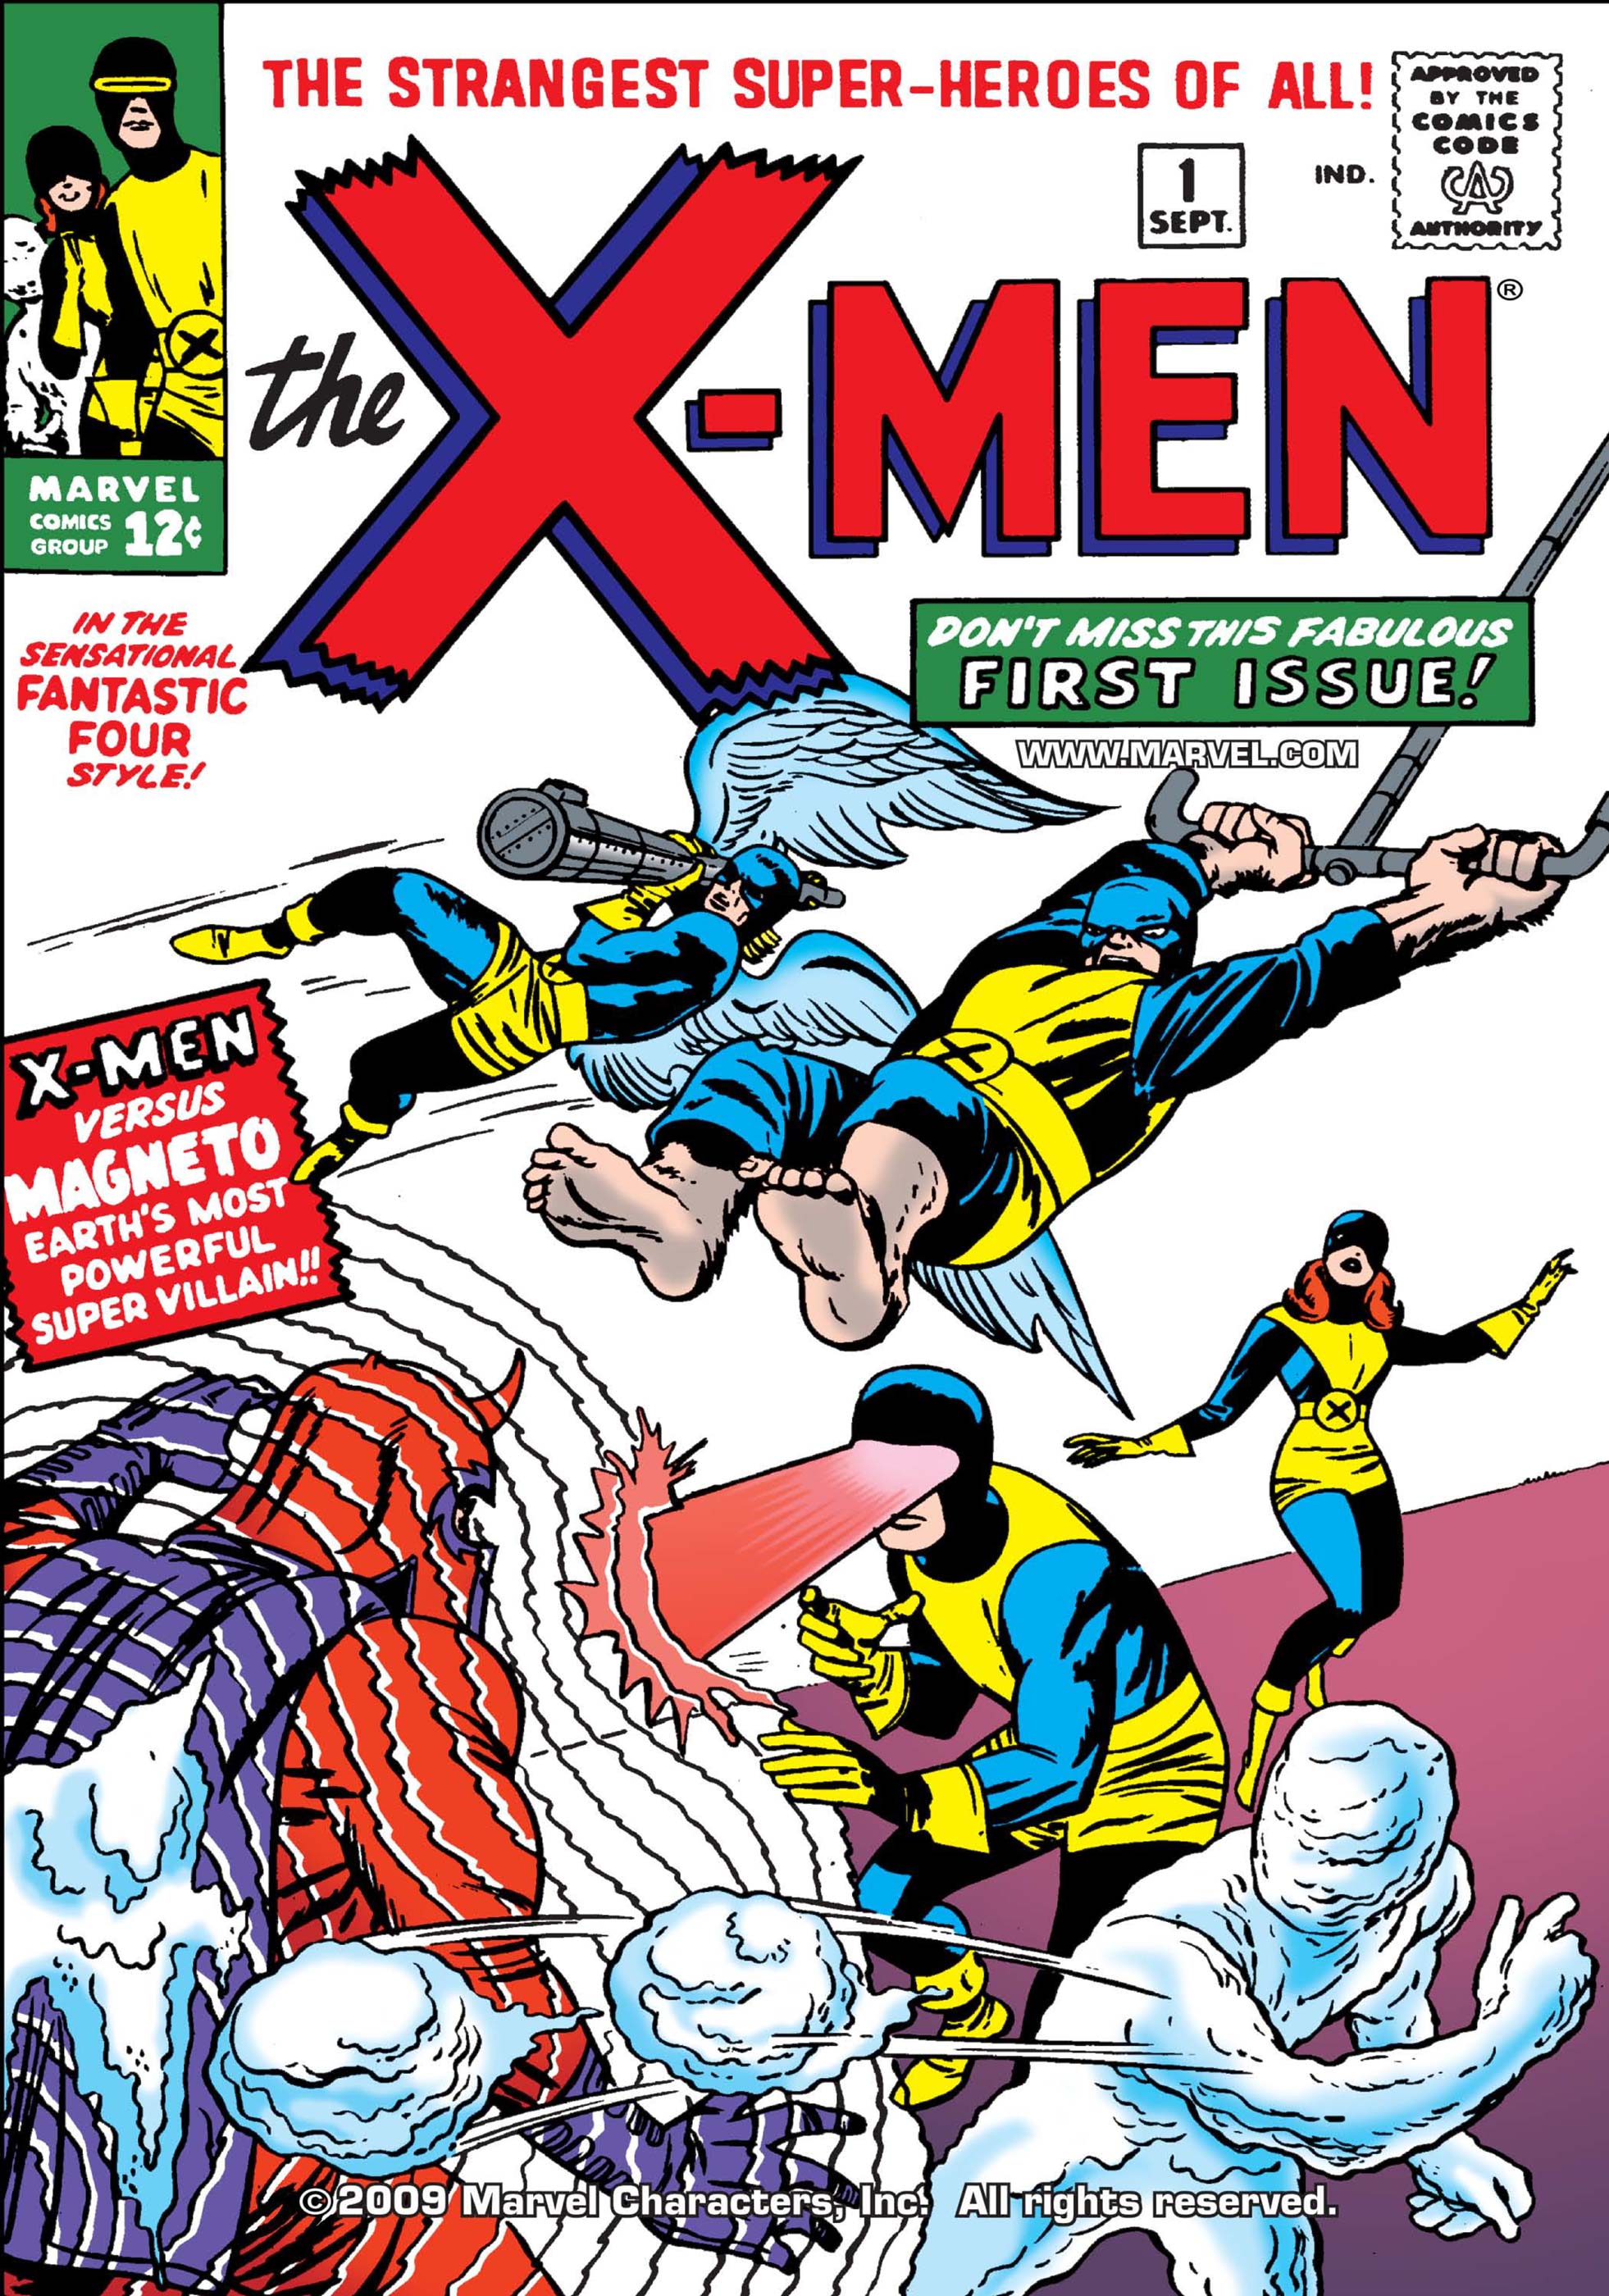 THE STRANGEST SUPER-HEROES OF ALL!
APPROVED
BY THE
COMICS
CODE
CA
AUTHORITY
IND.
1
SEPT.
the X-MEN®
MARVEL
COMICS
GROUP 12¢
IN THE
SENSATIONAL
FANTASTIC
FOUR
STYLE!
DON'T MISS THIS FABULOUS
FIRST ISSUE!
WWW.MARVEL.COM
X-MEN
VERSUS
MAGNETO
EARTH'S MOST
POWERFUL
SUPER VILLAIN!!
X
X
X
X
©2009 Marvel Characters, Inc. All rights reserved.